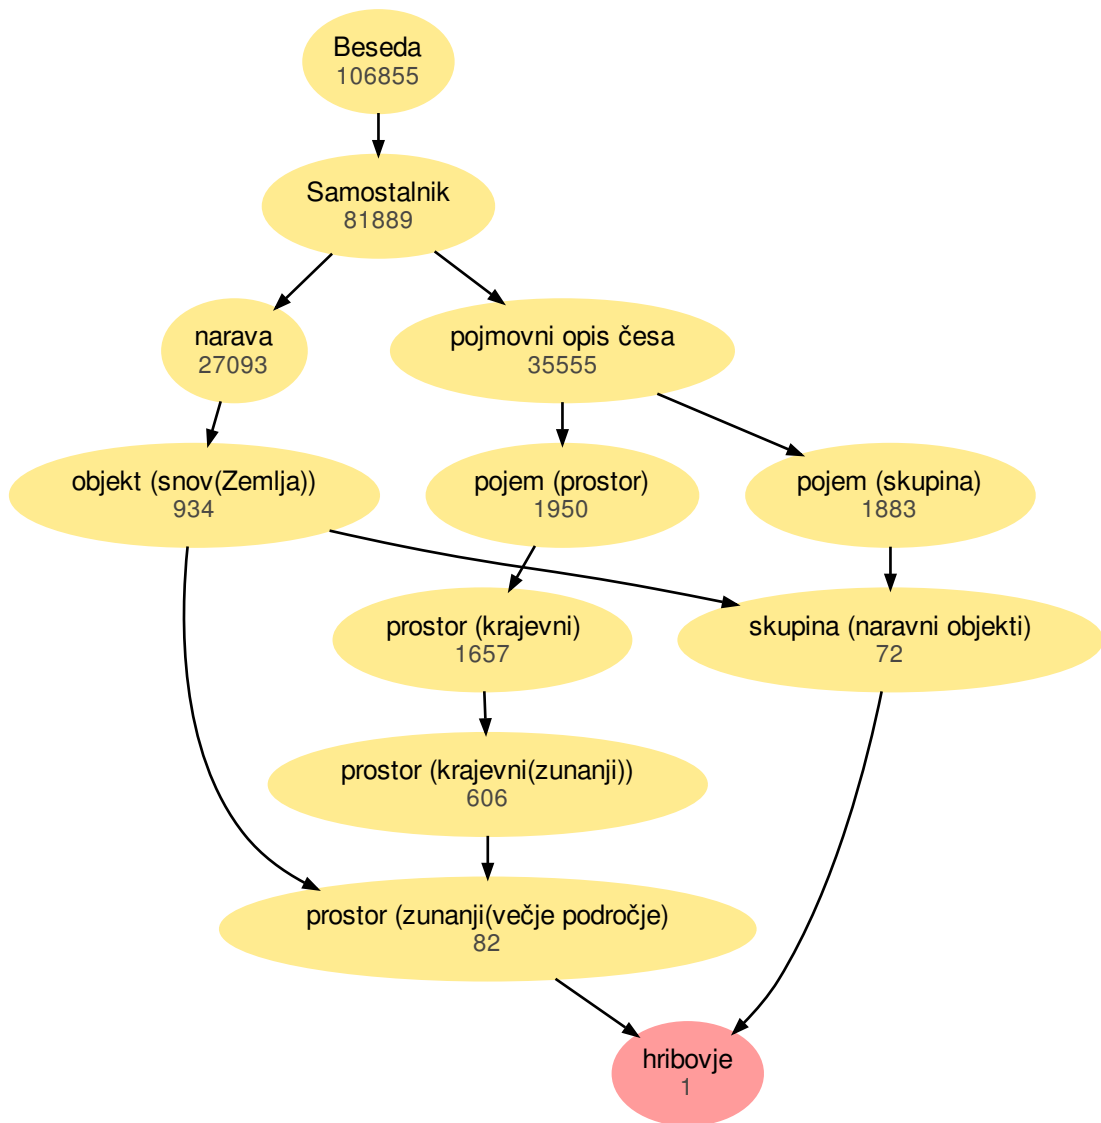 Beseda
106855
Samostalnik
81889
narava
27093
pojmovni opis česa
35555
objekt (snov(Zemlja))
934
pojem (prostor)
1950
pojem (skupina)
1883
prostor (krajevni)
1657
skupina (naravni objekti)
72
prostor (krajevni(zunanji))
606
prostor (zunanji(večje področje)
82
hribovje
1